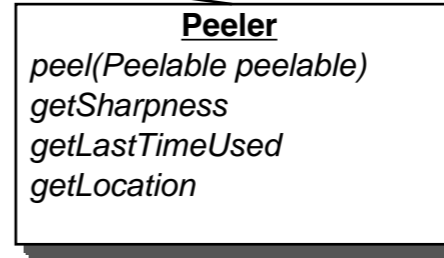 Peeler
peel(Peelable peelable)
getSharpness
getLastTimeUsed
getLocation